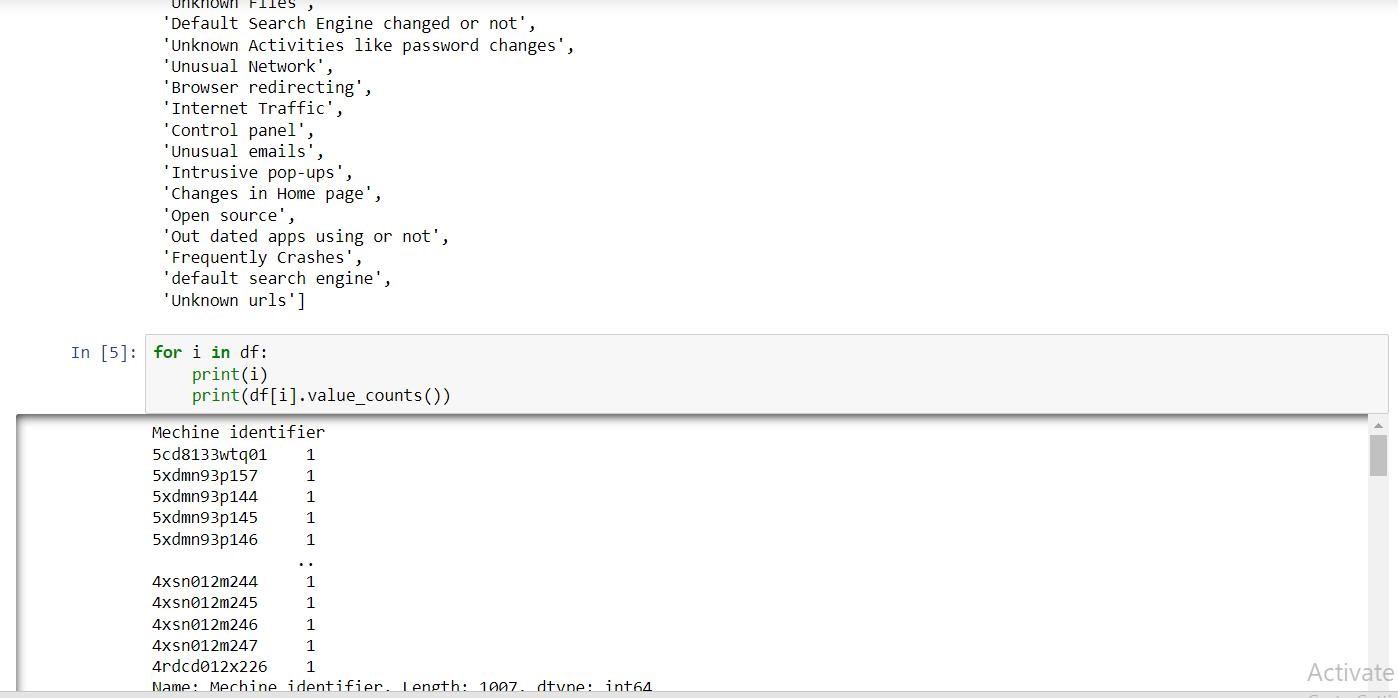 'Unknown Files',
'Default Search Engine changed or not',
'Unknown Activities like password changes',
'Unusual Network',
'Browser redirecting',
'Internet Traffic',
'Control panel',
'Unusual emails',
'Intrusive pop-ups',
'Changes in Home page',
'Open source',
'Out dated apps using or not',
'Frequently Crashes',
'default search engine',
'Unknown urls']
In [5]: for i in df:
print(i)
print(df[i].value_counts())
Mechine identifier
5cd8133wtq01 1
5xdmn93p157 1
5xdmn93p144 1
5xdmn93p145 1
5xdmn93p146 1
..
4xsn012m244 1
4xsn012m245 1
4xsn012m246 1
4xsn012m247 1
4rdcd012x226 1
Name: Mechine identifier, Length: 1007, dtype: int64
Activate